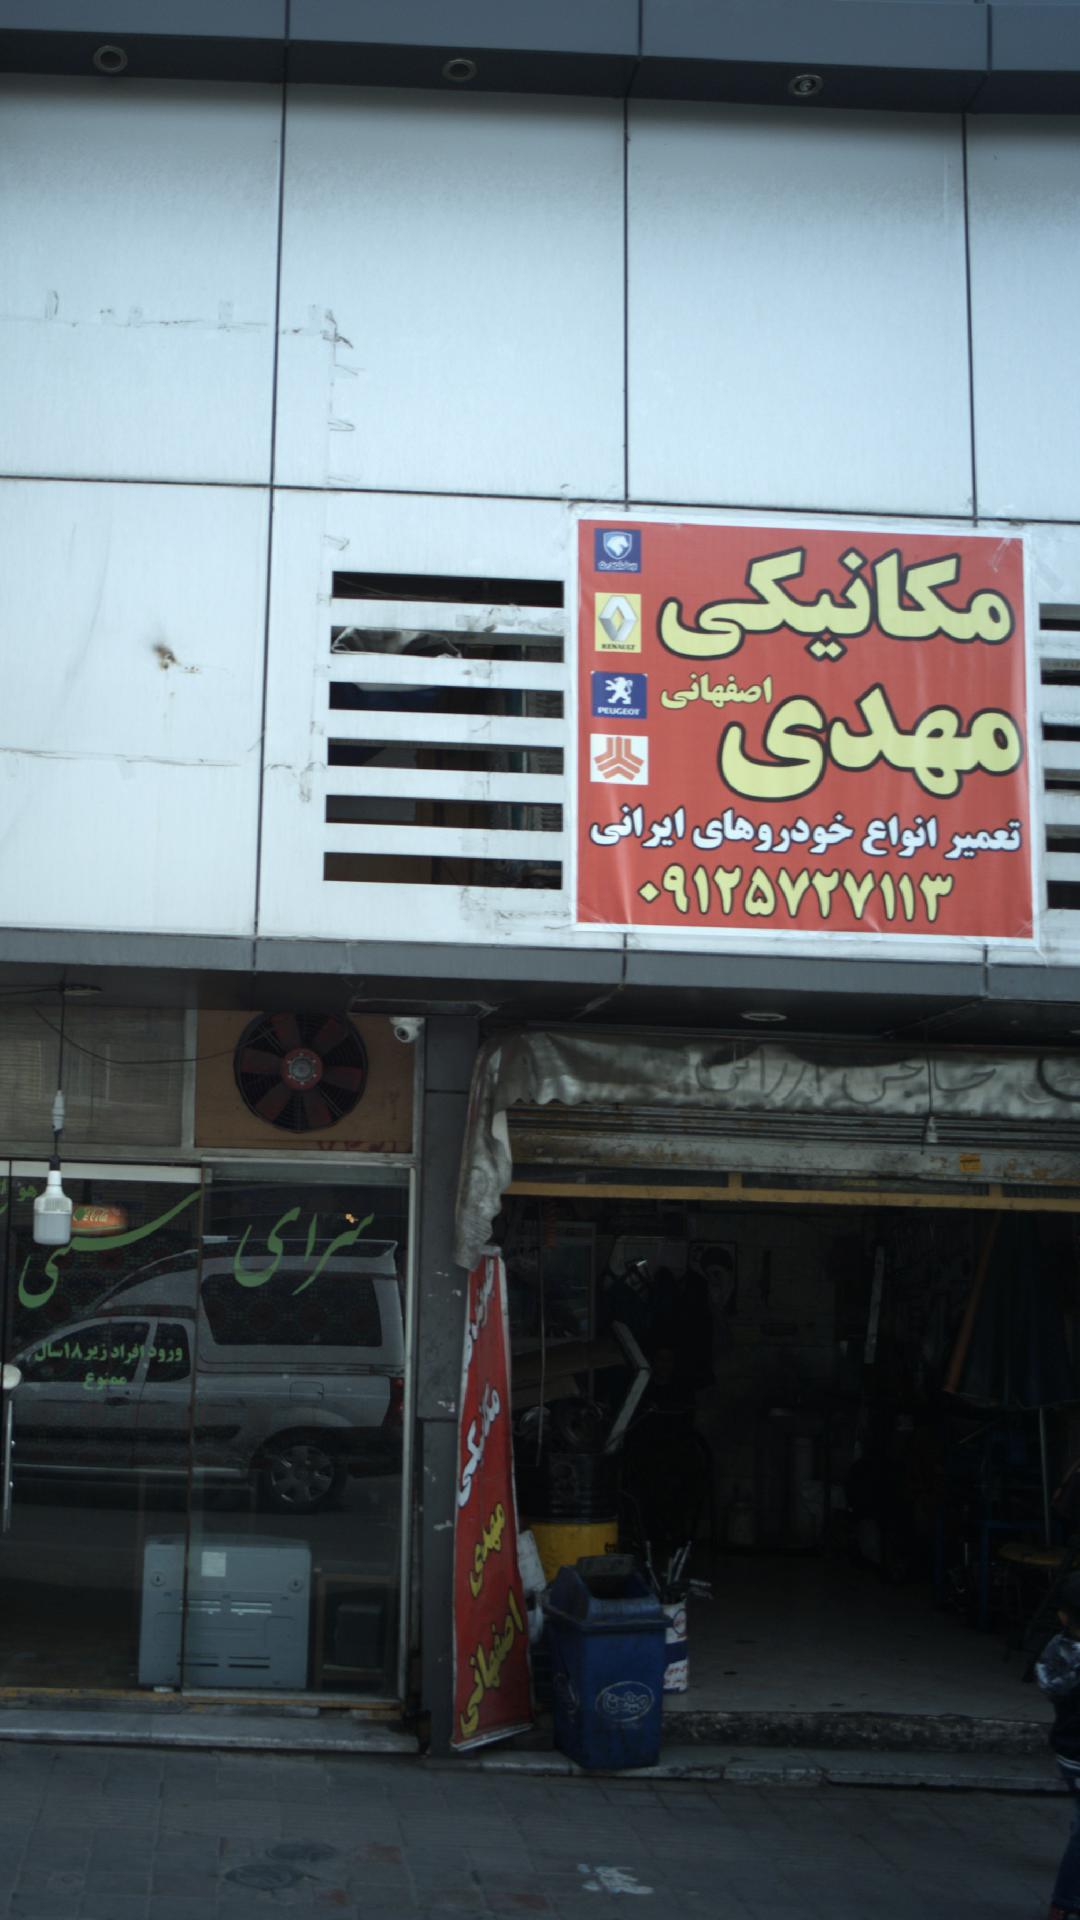 مکانیکی
اصفهانی
مهدی
تعمیر انواع خودروهای ایرانی
۰۹۱۲۵۷۲۷۱۱۳
RENAULT
PEUGEOT
سرای سنتی
ورود افراد زیر ۱۸ سال
ممنوع
مکانیکی
مهدی
اصفهانی